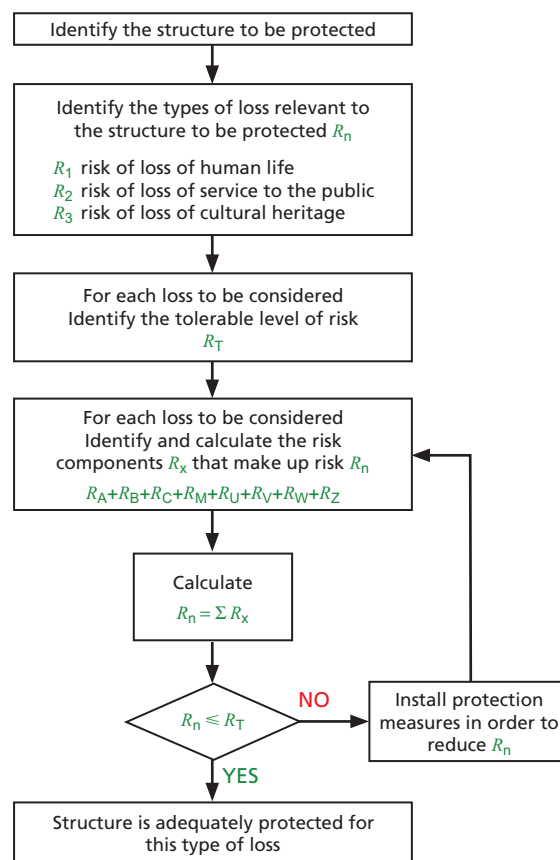 Identify the structure to be protected
Identify the types of loss relevant to
the structure to be protected Rn
R1 risk of loss of human life
R2 risk of loss of service to the public
R3 risk of loss of cultural heritage
For each loss to be considered
Identify the tolerable level of risk
RT
For each loss to be considered
Identify and calculate the risk
components Rx that make up risk Rn
RA+RB+RC+RM+RU+RV+RW+RZ
Calculate
Rn = Σ Rx
Rn ≤ RT
NO
Install protection
measures in order to
reduce Rn
YES
Structure is adequately protected for
this type of loss